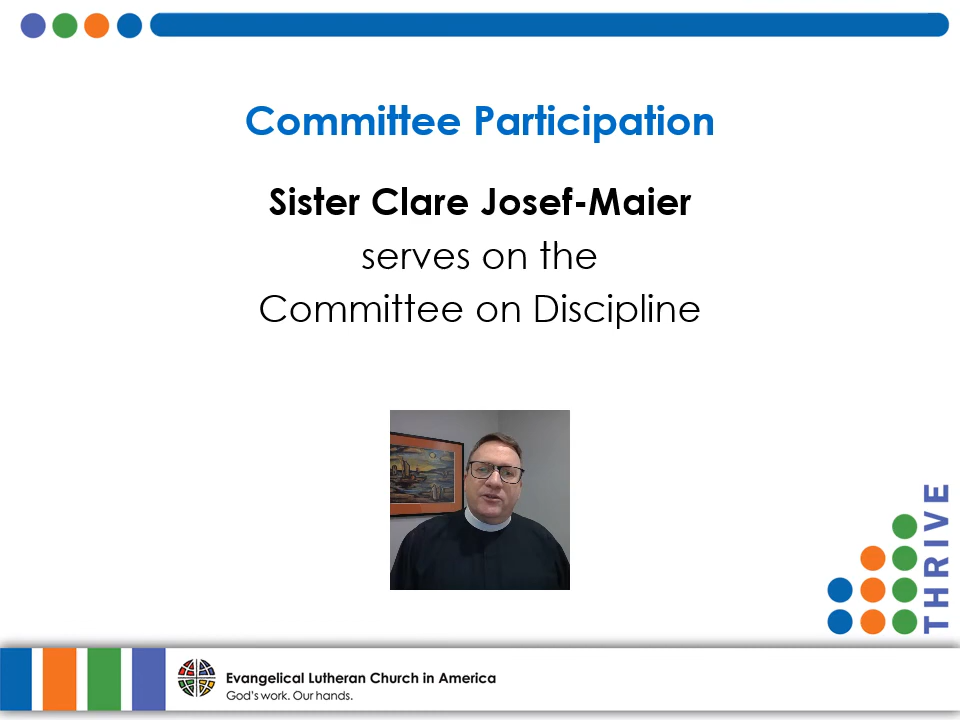 Committee Participation
Sister Clare Josef-Maier
serves on the
Committee on Discipline
THRIVE
Evangelical Lutheran Church in America
God's work. Our hands.